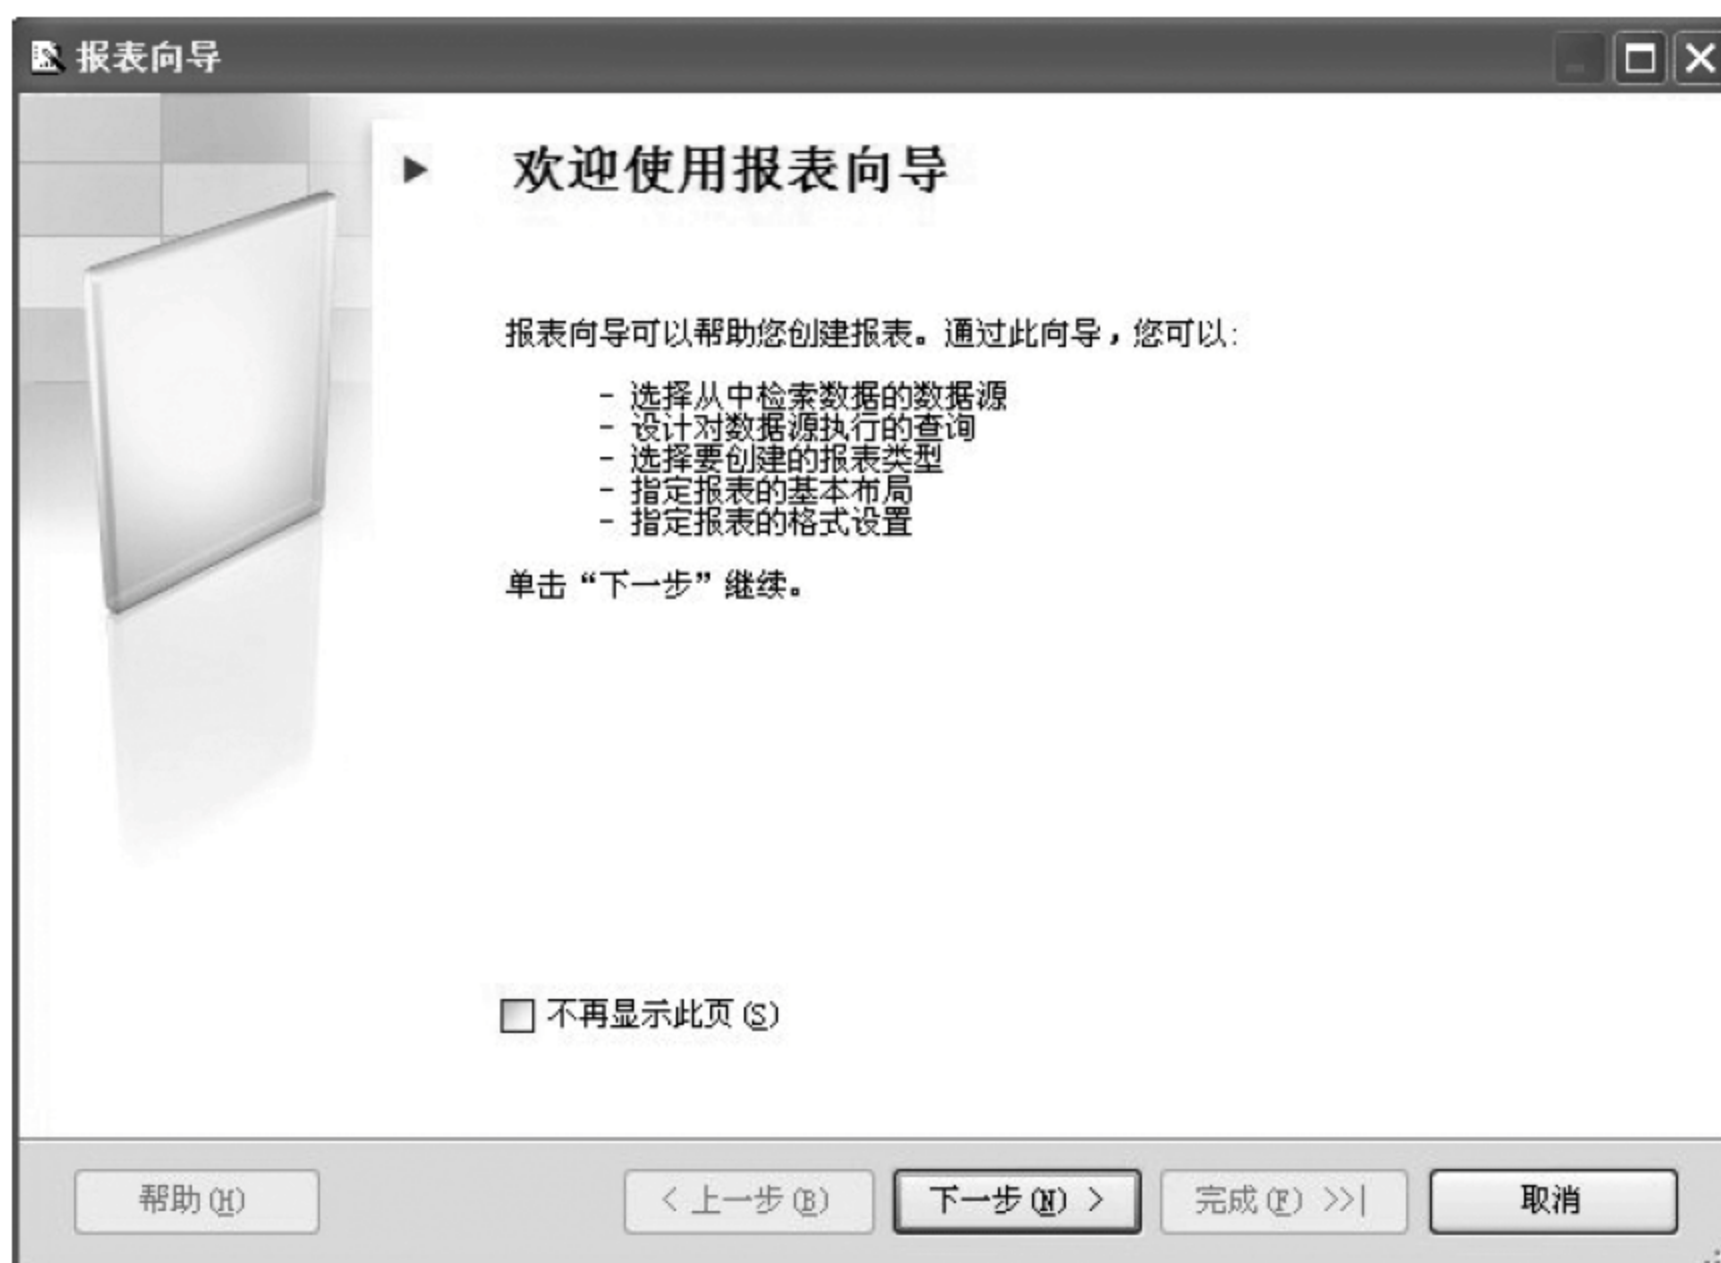 报表向导
欢迎使用报表向导
报表向导可以帮助您创建报表。通过此向导，您可以:
- 选择从中检索数据的数据源
- 设计对数据源执行的查询
- 选择要创建的报表类型
- 指定报表的基本布局
- 指定报表的格式设置
单击“下一步”继续。
不再显示此页(S)
帮助(H) <上一步(B) 下一步(N) > 完成(F) >>| 取消